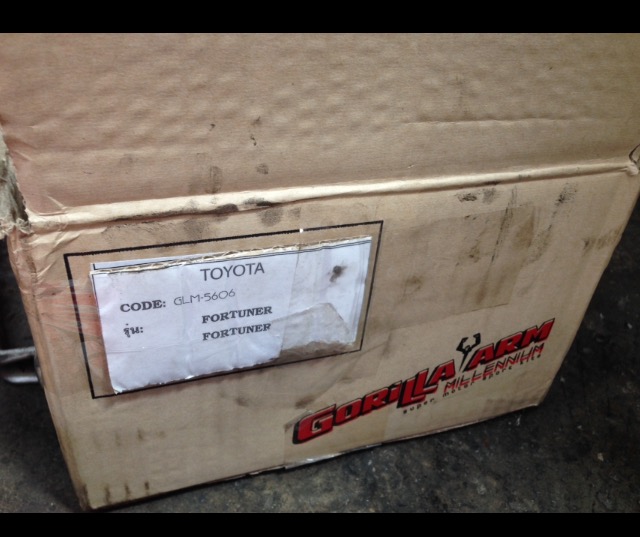 TOYOTA
CODE: GLM-5606
รุ่น: FORTUNER
FORTUNER
GORILLA ARM
MILLENNIUM